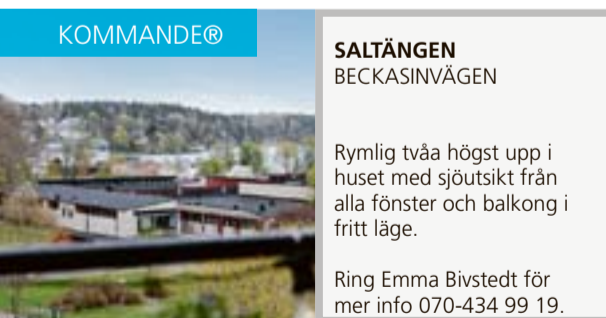 KOMMANDE®
SALTÄNGEN
BECKASINVÄGEN
Rymlig tvåa högst upp i
huset med sjöutsikt från
alla fönster och balkong i
fritt läge.
Ring Emma Bivstedt för
mer info 070-434 99 19.